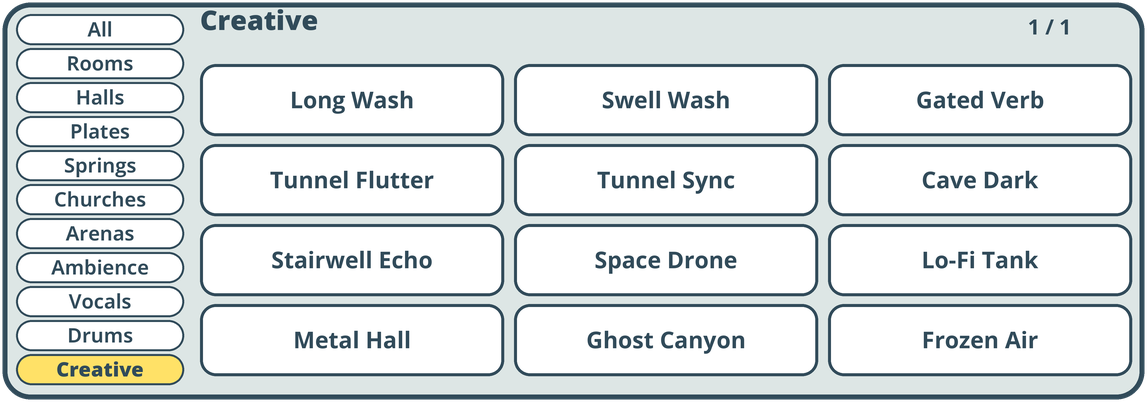 All
Rooms
Halls
Plates
Springs
Churches
Arenas
Ambience
Vocals
Drums
Creative
Creative
1 / 1
Long Wash
Swell Wash
Gated Verb
Tunnel Flutter
Tunnel Sync
Cave Dark
Stairwell Echo
Space Drone
Lo-Fi Tank
Metal Hall
Ghost Canyon
Frozen Air